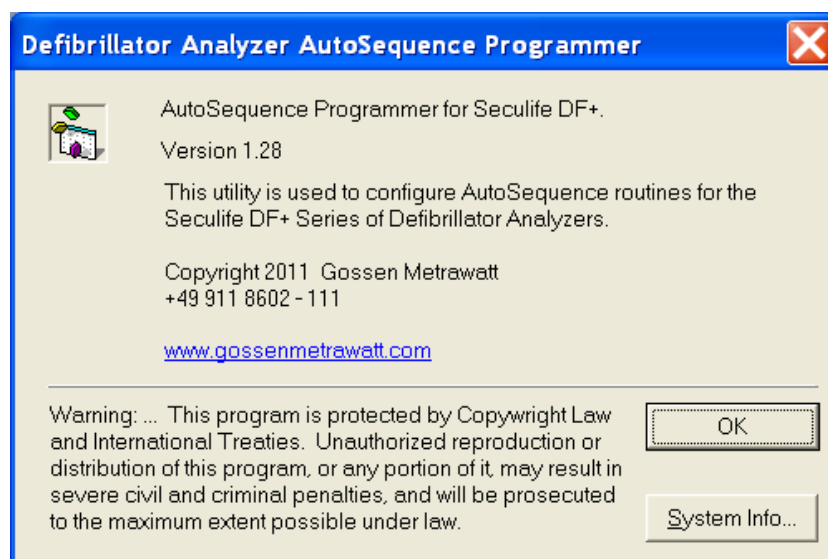 Defibrillator Analyzer AutoSequence Programmer
AutoSequence Programmer for Seculife DF+.
Version 1.28
This utility is used to configure AutoSequence routines for the
Seculife DF+ Series of Defibrillator Analyzers.
Copyright 2011  Gossen Metrawatt
+49 911 8602 - 111
www.gossenmetrawatt.com
Warning: ...  This program is protected by Copywright Law
and International Treaties.  Unauthorized reproduction or
distribution of this program, or any portion of it, may result in
severe civil and criminal penalties, and will be prosecuted
to the maximum extent possible under law.
OK
System Info...